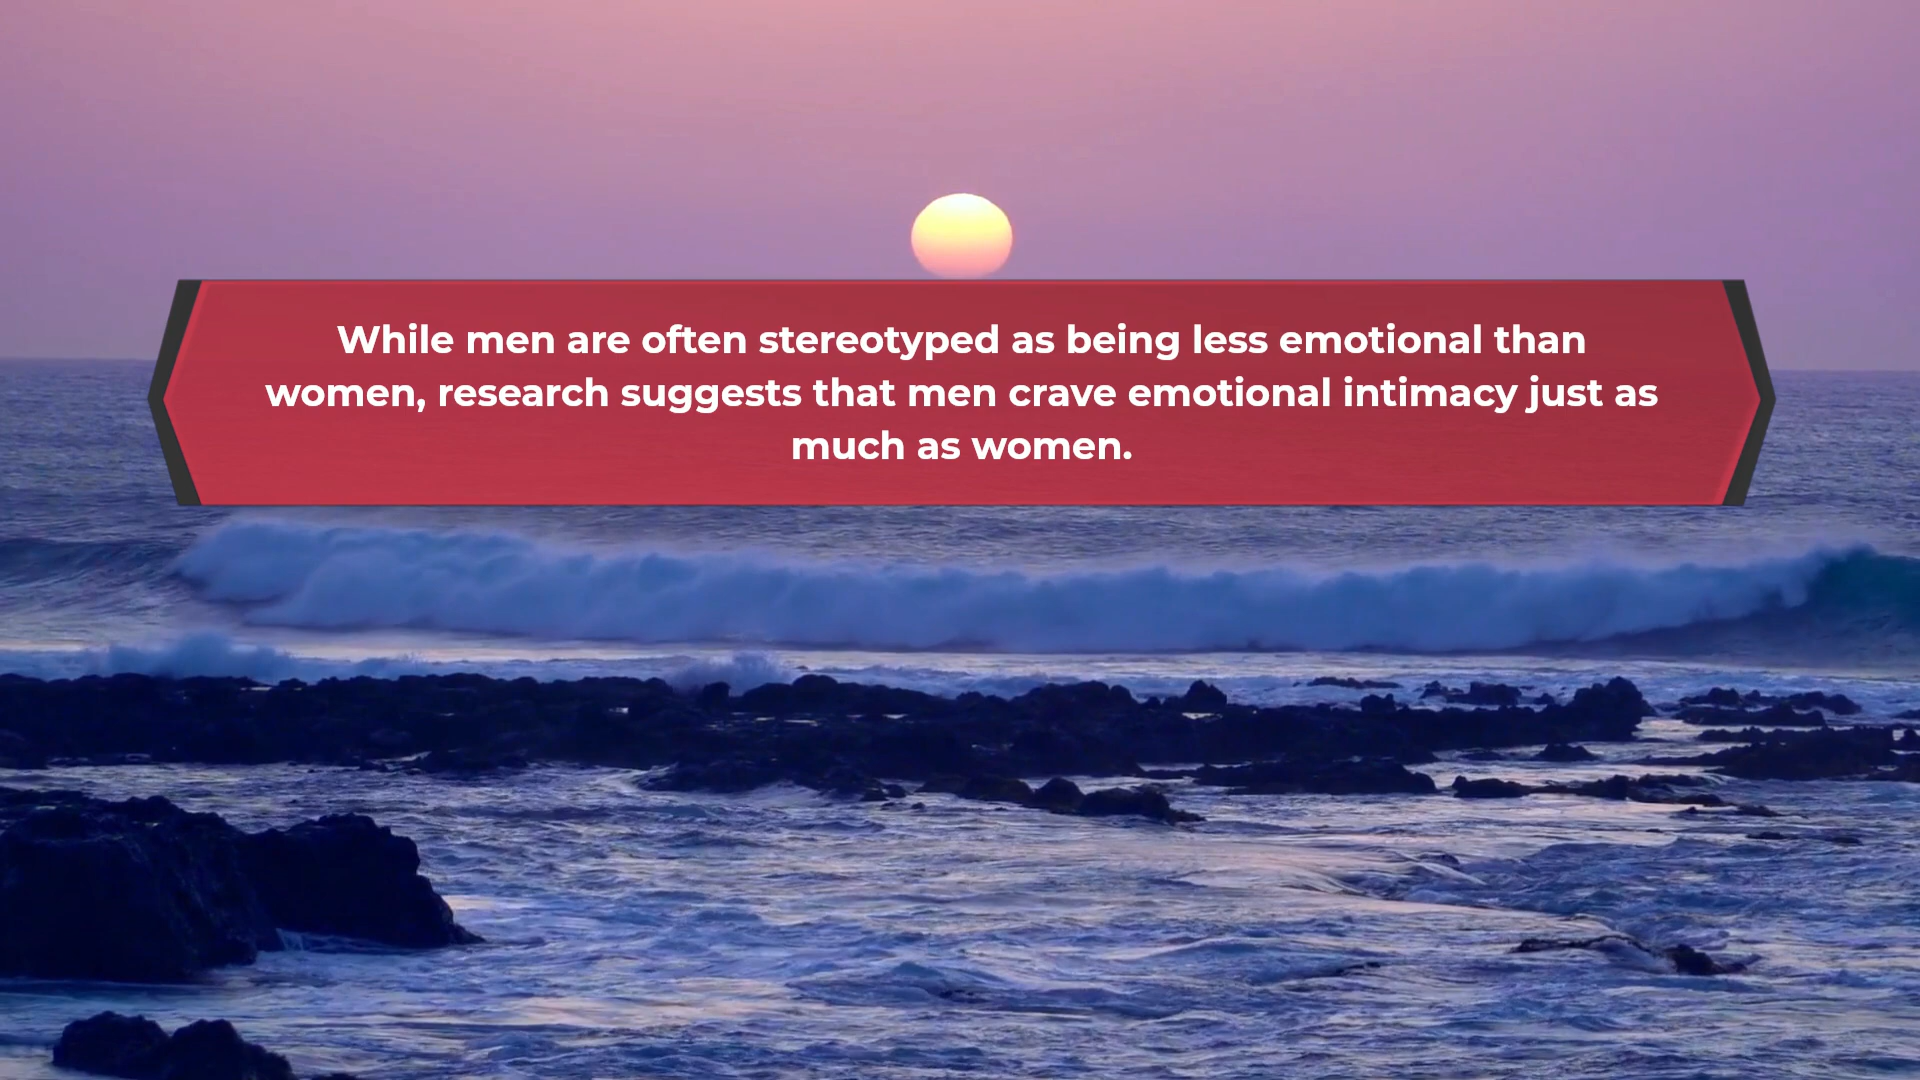 While men are often stereotyped as being less emotional than
women, research suggests that men crave emotional intimacy just as
much as women.